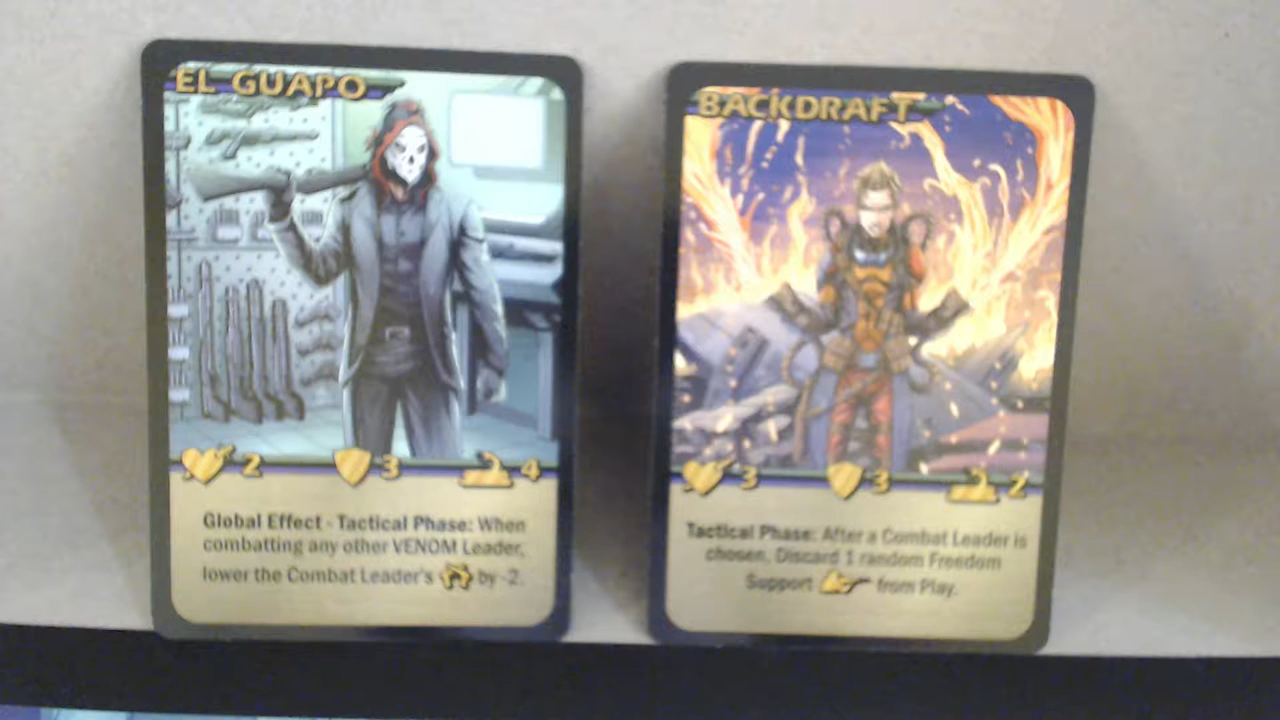 EL GUAPO
2 3 4
Global Effect - Tactical Phase: When
combatting any other VENOM Leader,
lower the Combat Leader's by -2.
BACKDRAFT
3 3 2
Tactical Phase: After a Combat Leader is
chosen, Discard 1 random Freedom
Support from Play.